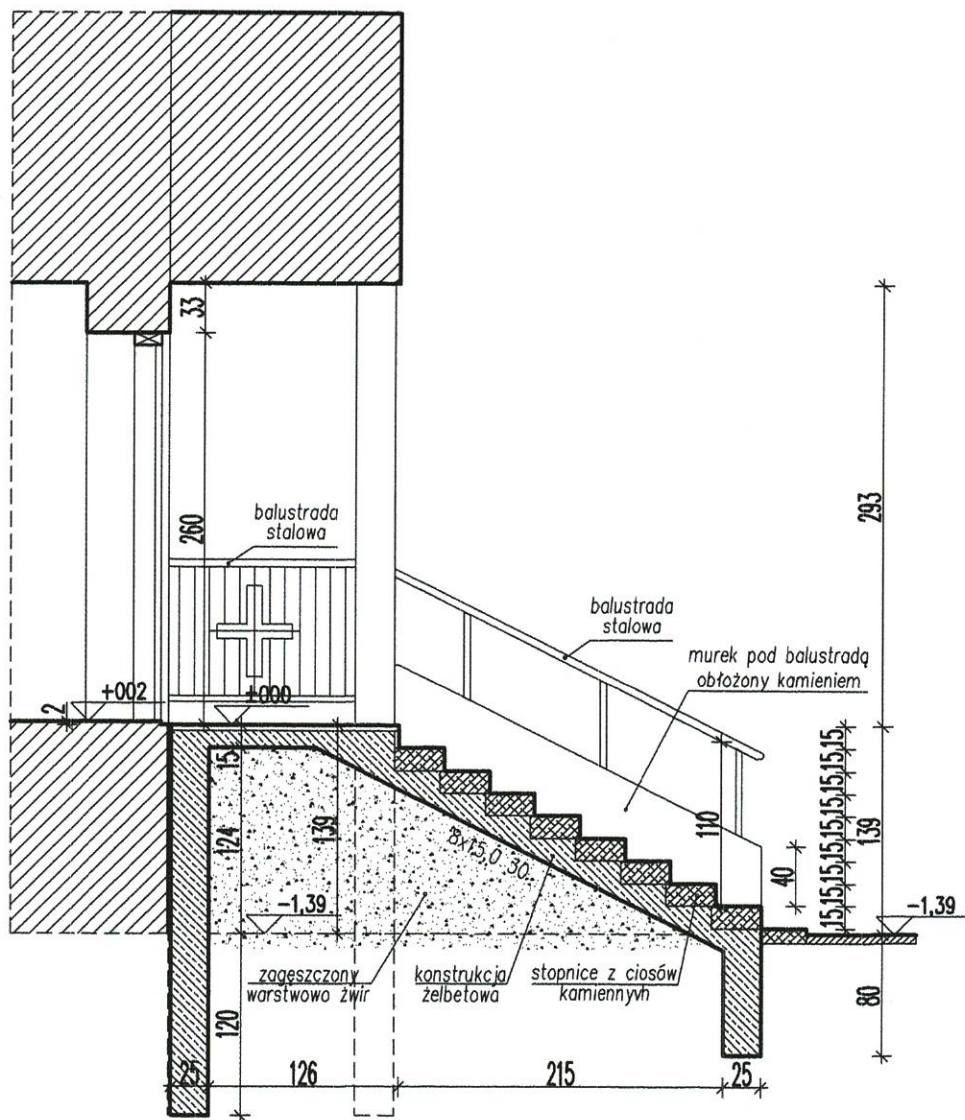 33
260
293
balustrada
stalowa
balustrada
stalowa
murek pod balustradą
obłożony kamieniem
+002
±000
2
15
124
139
8x15,0 30..
110
40
15,15,15,15,15,15,15,15,15
139
-1,39
-1,39
zagęszczony
warstwowo żwir
konstrukcja
żelbetowa
stopnice z ciosów
kamiennyvh
120
80
25
126
215
25